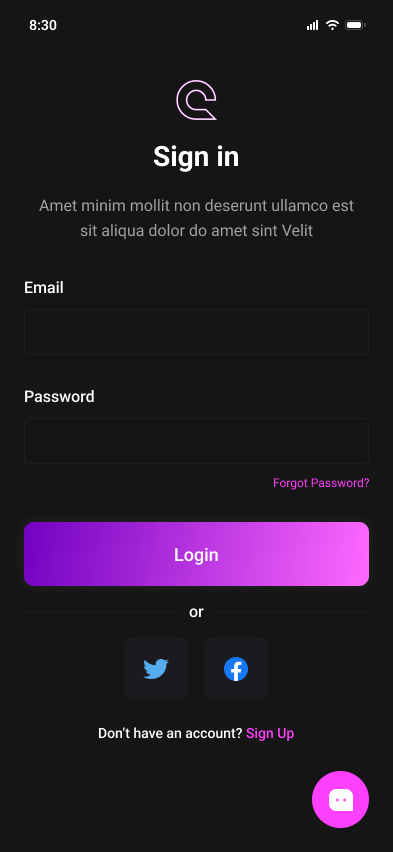 8:30
Sign in
Amet minim mollit non deserunt ullamco est
sit aliqua dolor do amet sint Velit
Email
Password
Forgot Password?
Login
or
Don't have an account? Sign Up